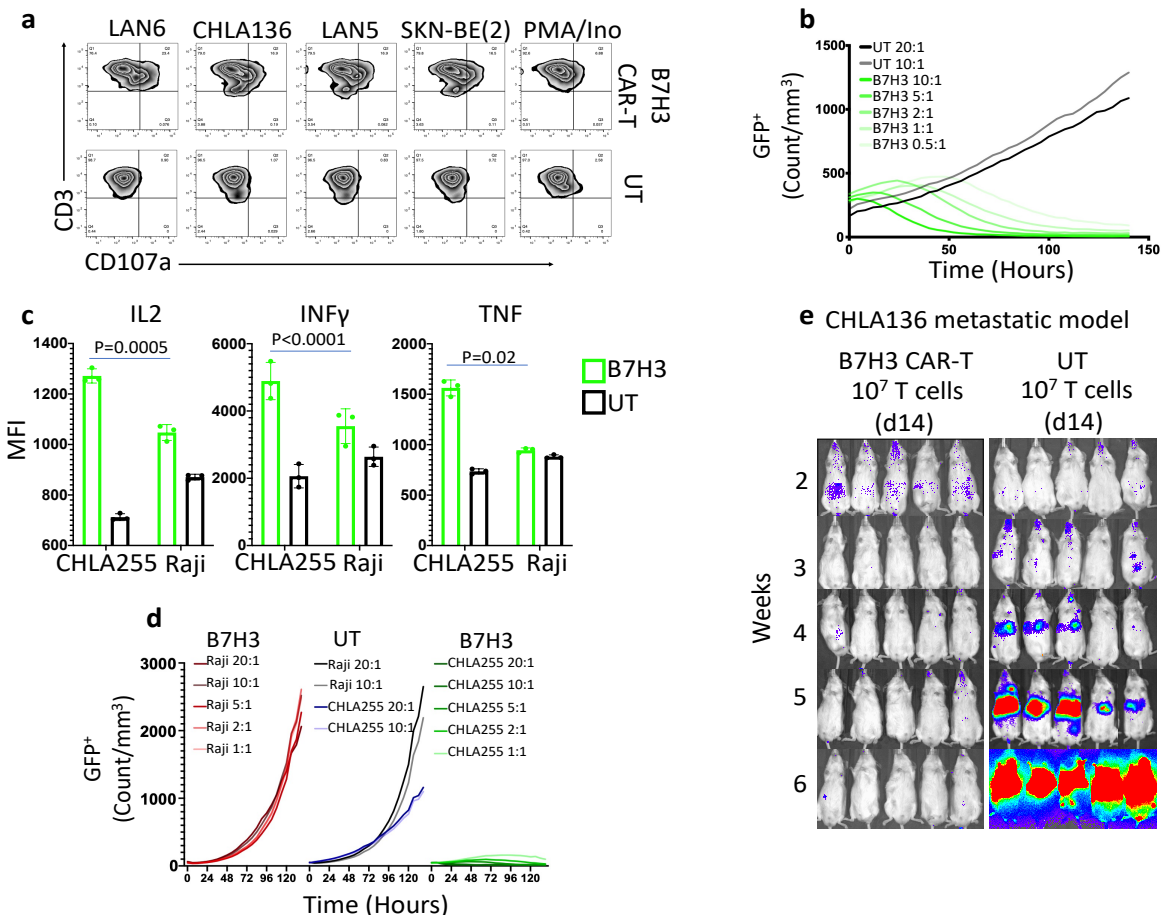 a
LAN6 CHLA136 LAN5 SKN-BE(2) PMA/Ino
B7H3
CAR-T
UT
CD3
CD107a
b
GFP⁺
(Count/mm³)
1500
1000
500
0
UT 20:1
UT 10:1
B7H3 10:1
B7H3 5:1
B7H3 2:1
B7H3 1:1
B7H3 0.5:1
0 50 100 150
Time (Hours)
c
MFI
IL2
P=0.0005
1400
1200
1000
800
600
CHLA255 Raji
INFγ
P<0.0001
6000
4000
2000
0
CHLA255 Raji
TNF
P=0.02
2000
1500
1000
500
0
CHLA255 Raji
B7H3
UT
d
GFP⁺
(Count/mm³)
3000
2000
1000
0
B7H3
Raji 20:1
Raji 10:1
Raji 5:1
Raji 2:1
Raji 1:1
UT
Raji 20:1
Raji 10:1
CHLA255 20:1
CHLA255 10:1
B7H3
CHLA255 20:1
CHLA255 10:1
CHLA255 5:1
CHLA255 2:1
CHLA255 1:1
0 24 48 72 96 120 0 24 48 72 96 120 0 24 48 72 96 120
Time (Hours)
e CHLA136 metastatic model
B7H3 CAR-T
10⁷ T cells
(d14)
UT
10⁷ T cells
(d14)
Weeks
2
3
4
5
6